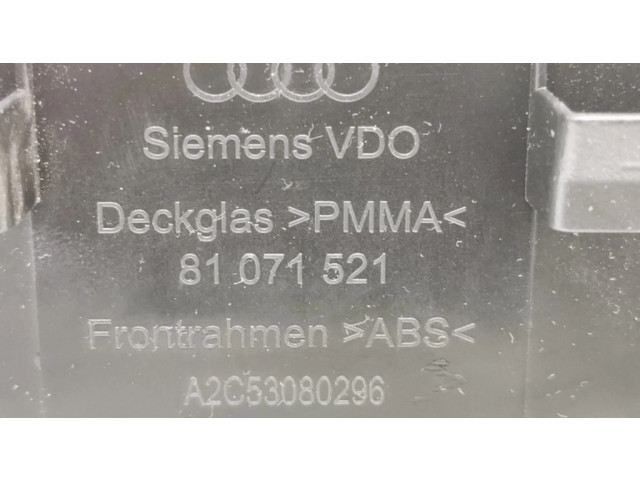 Siemens VDO
Deckglas >PMMA<
81 071 521
Frontrahmen >ABS<
A2C53080296